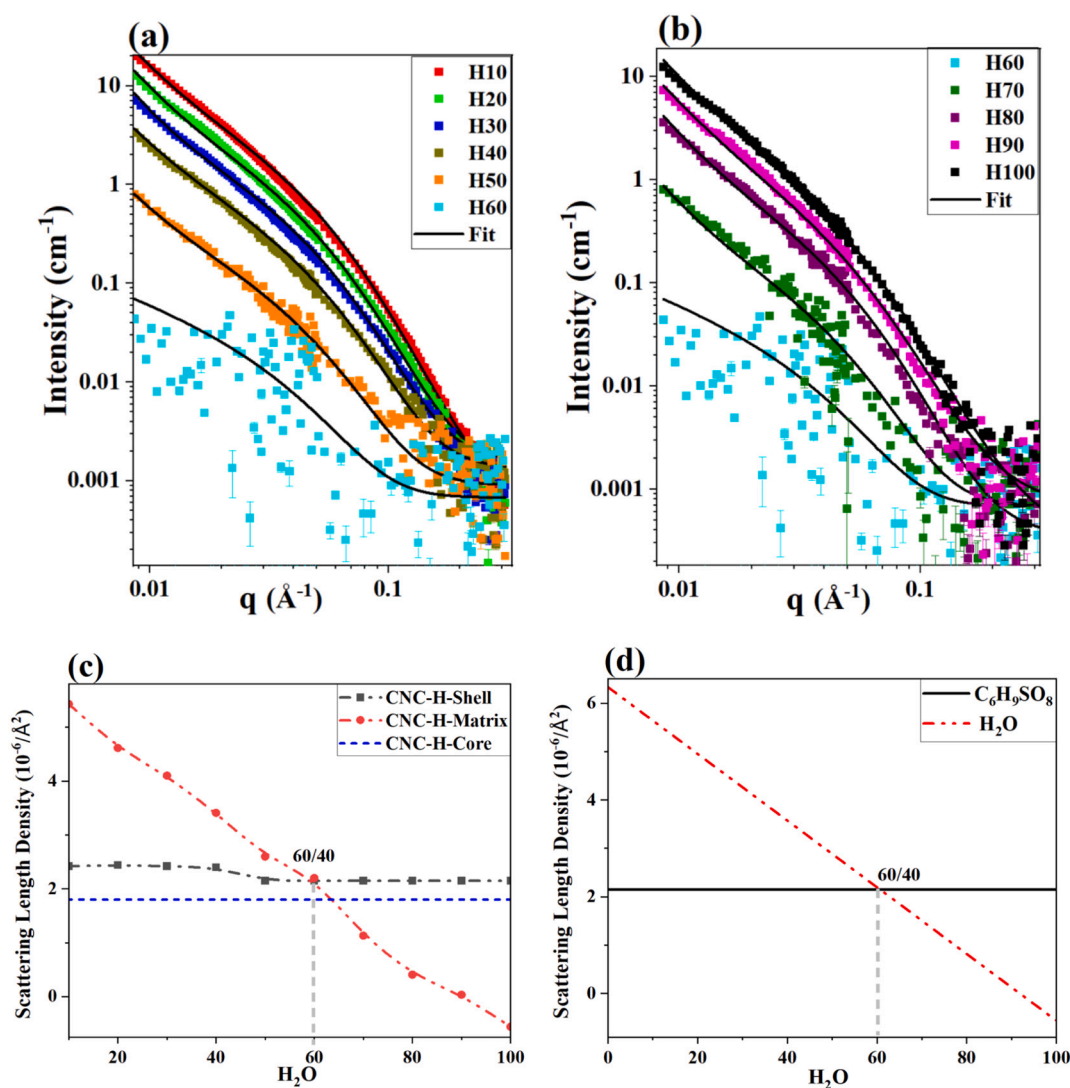 (a)
Intensity (cm⁻¹)
10
1
0.1
0.01
0.001
H10
H20
H30
H40
H50
H60
Fit
0.01
0.1
q (Å⁻¹)
(b)
Intensity (cm⁻¹)
10
1
0.1
0.01
0.001
H60
H70
H80
H90
H100
Fit
0.01
0.1
q (Å⁻¹)
(c)
Scattering Length Density (10⁻⁶/Å²)
4
2
0
CNC-H-Shell
CNC-H-Matrix
CNC-H-Core
60/40
20
40
60
80
100
H₂O
(d)
Scattering Length Density (10⁻⁶/Å²)
6
4
2
0
C₆H₉SO₈
H₂O
60/40
0
20
40
60
80
100
H₂O